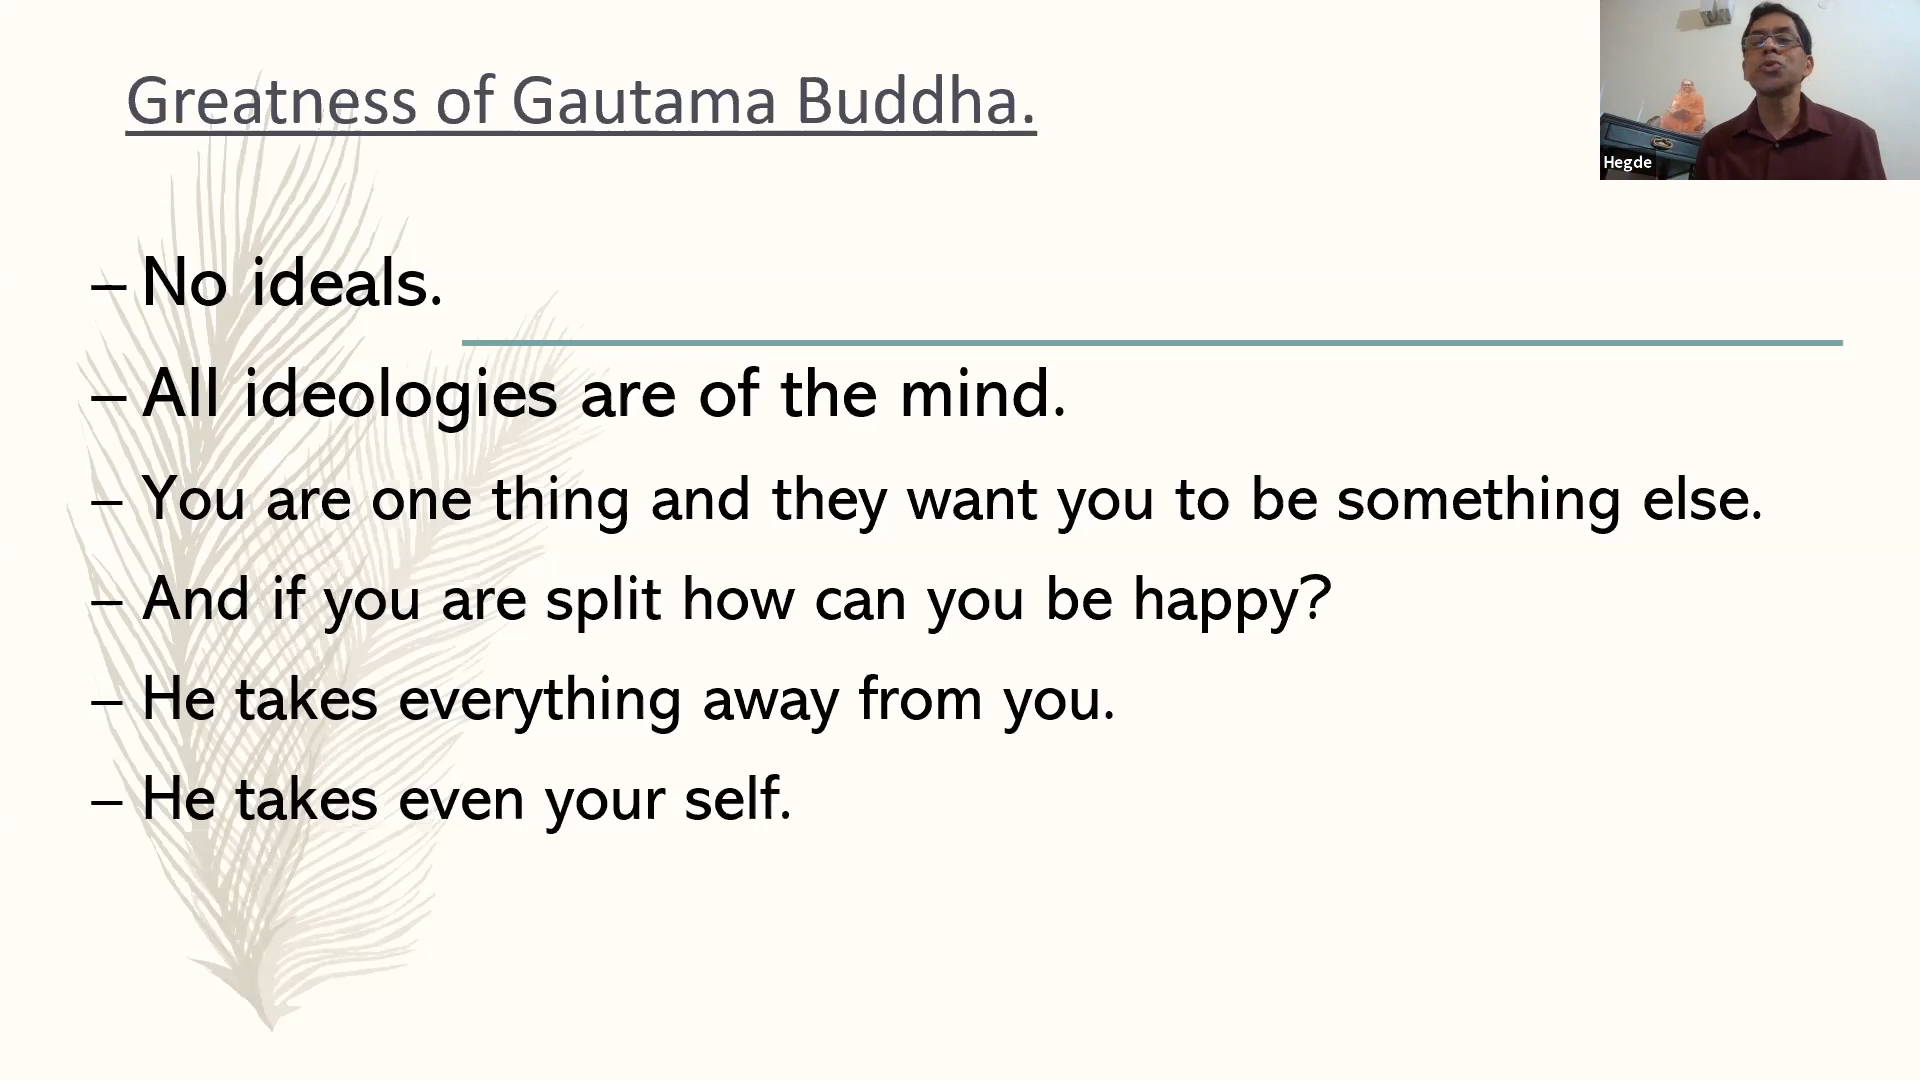 Greatness of Gautama Buddha.
Hegde
– No ideals.
– All ideologies are of the mind.
– You are one thing and they want you to be something else.
– And if you are split how can you be happy?
– He takes everything away from you.
– He takes even your self.